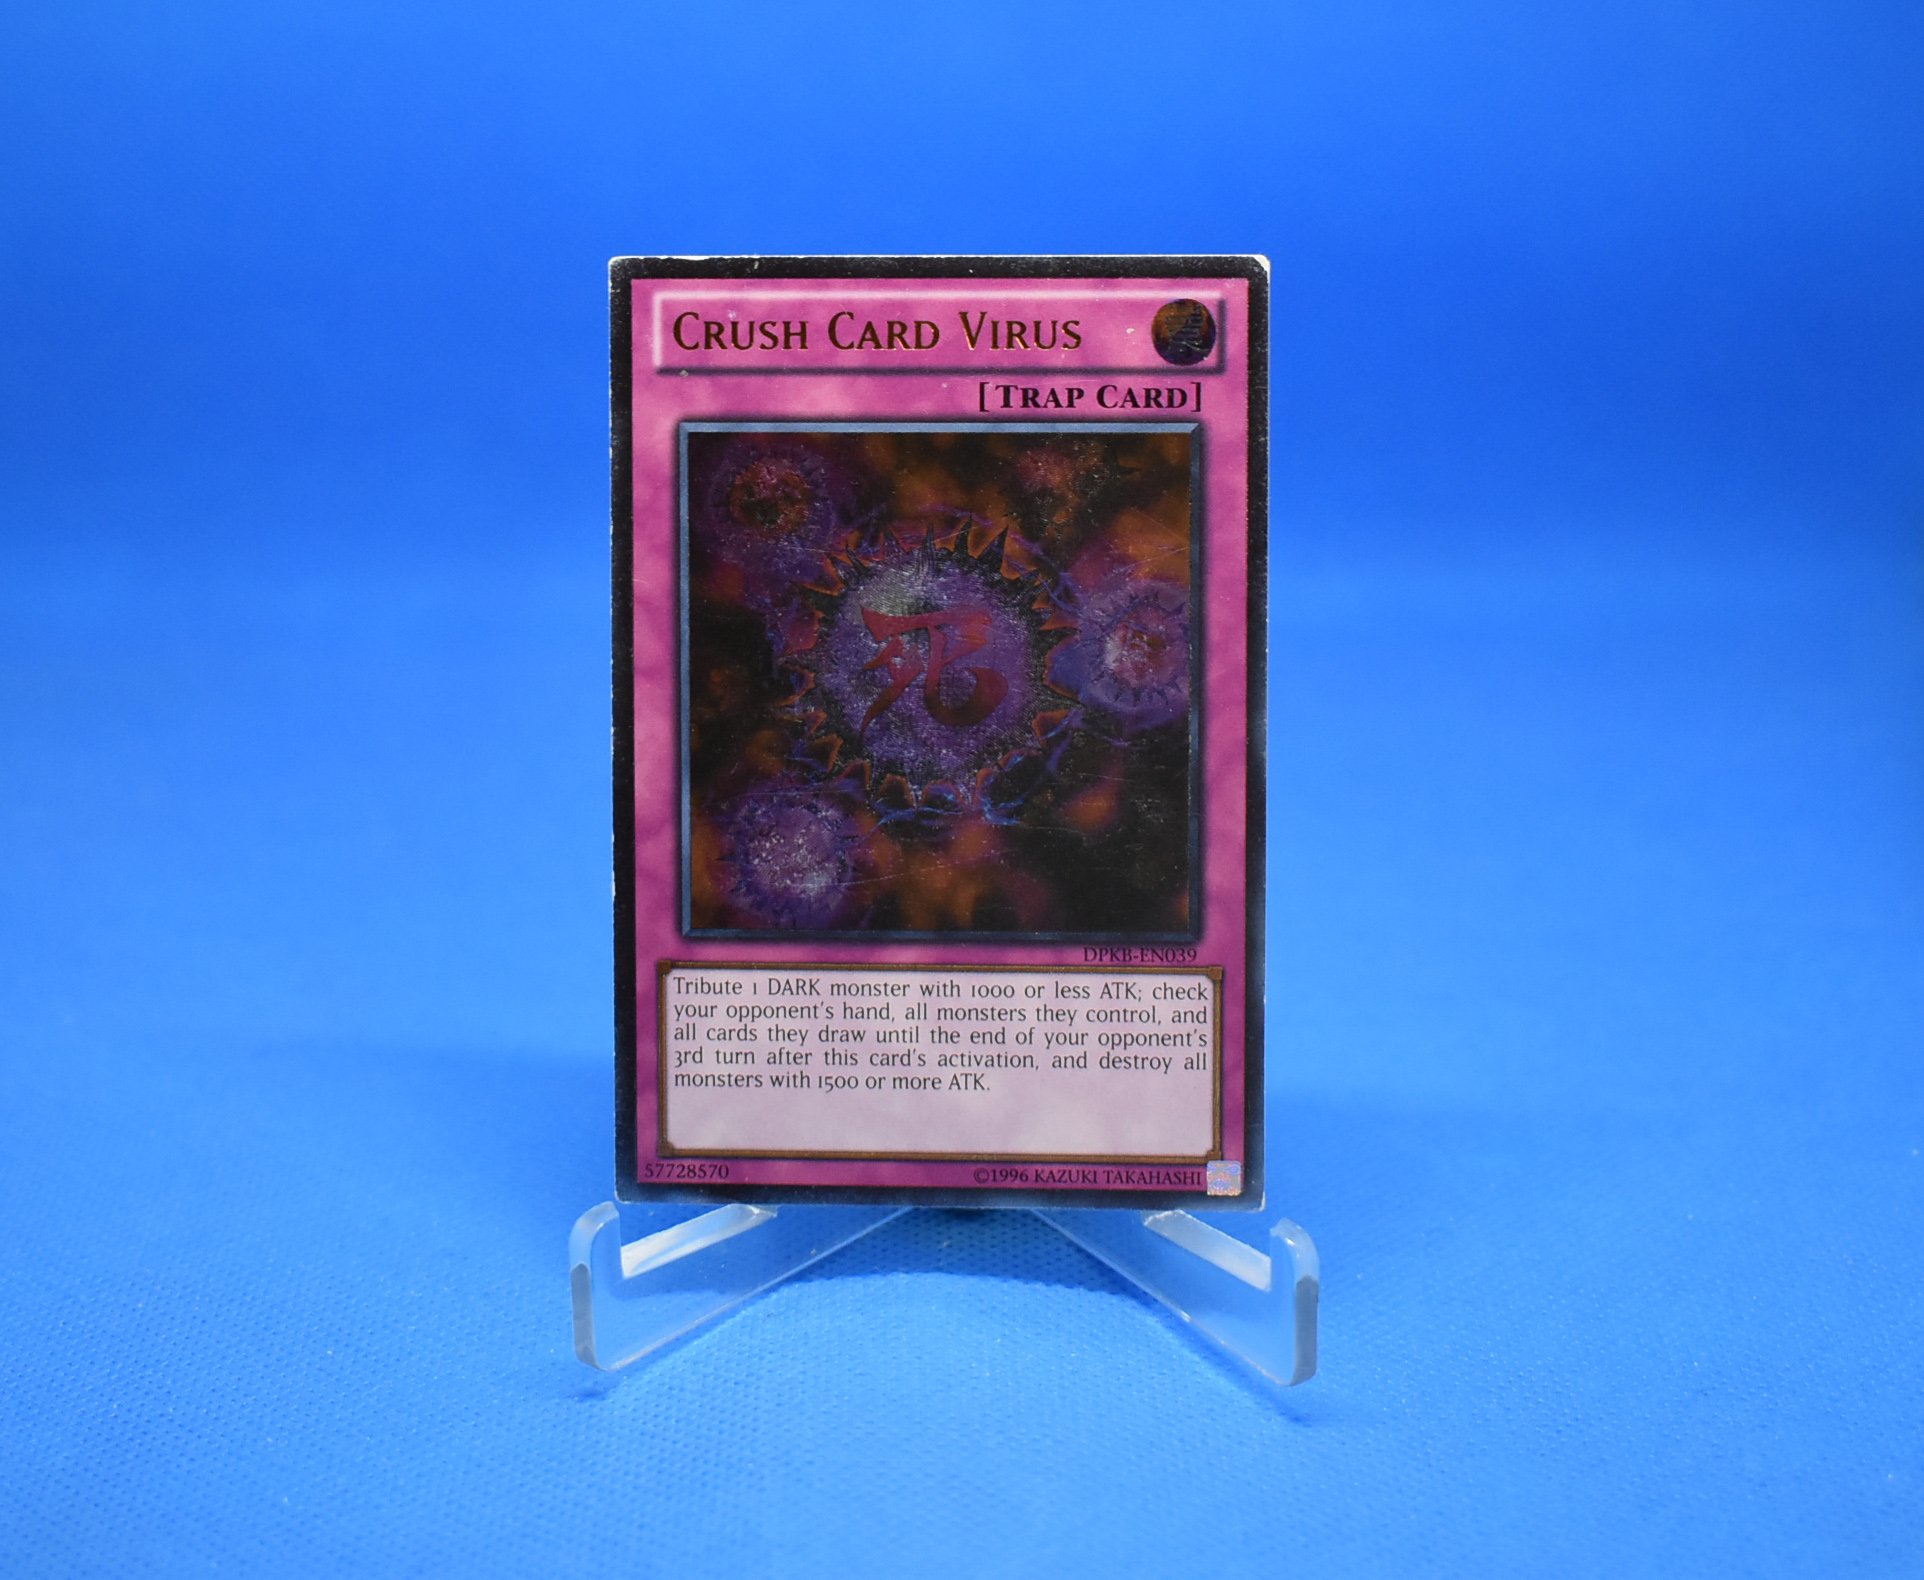 CRUSH CARD VIRUS
[TRAP CARD]
死
DPKB-EN039
Tribute 1 DARK monster with 1000 or less ATK; check
your opponent's hand, all monsters they control, and
all cards they draw until the end of your opponent's
3rd turn after this card's activation, and destroy all
monsters with 1500 or more ATK.
57728570
©1996 KAZUKI TAKAHASHI